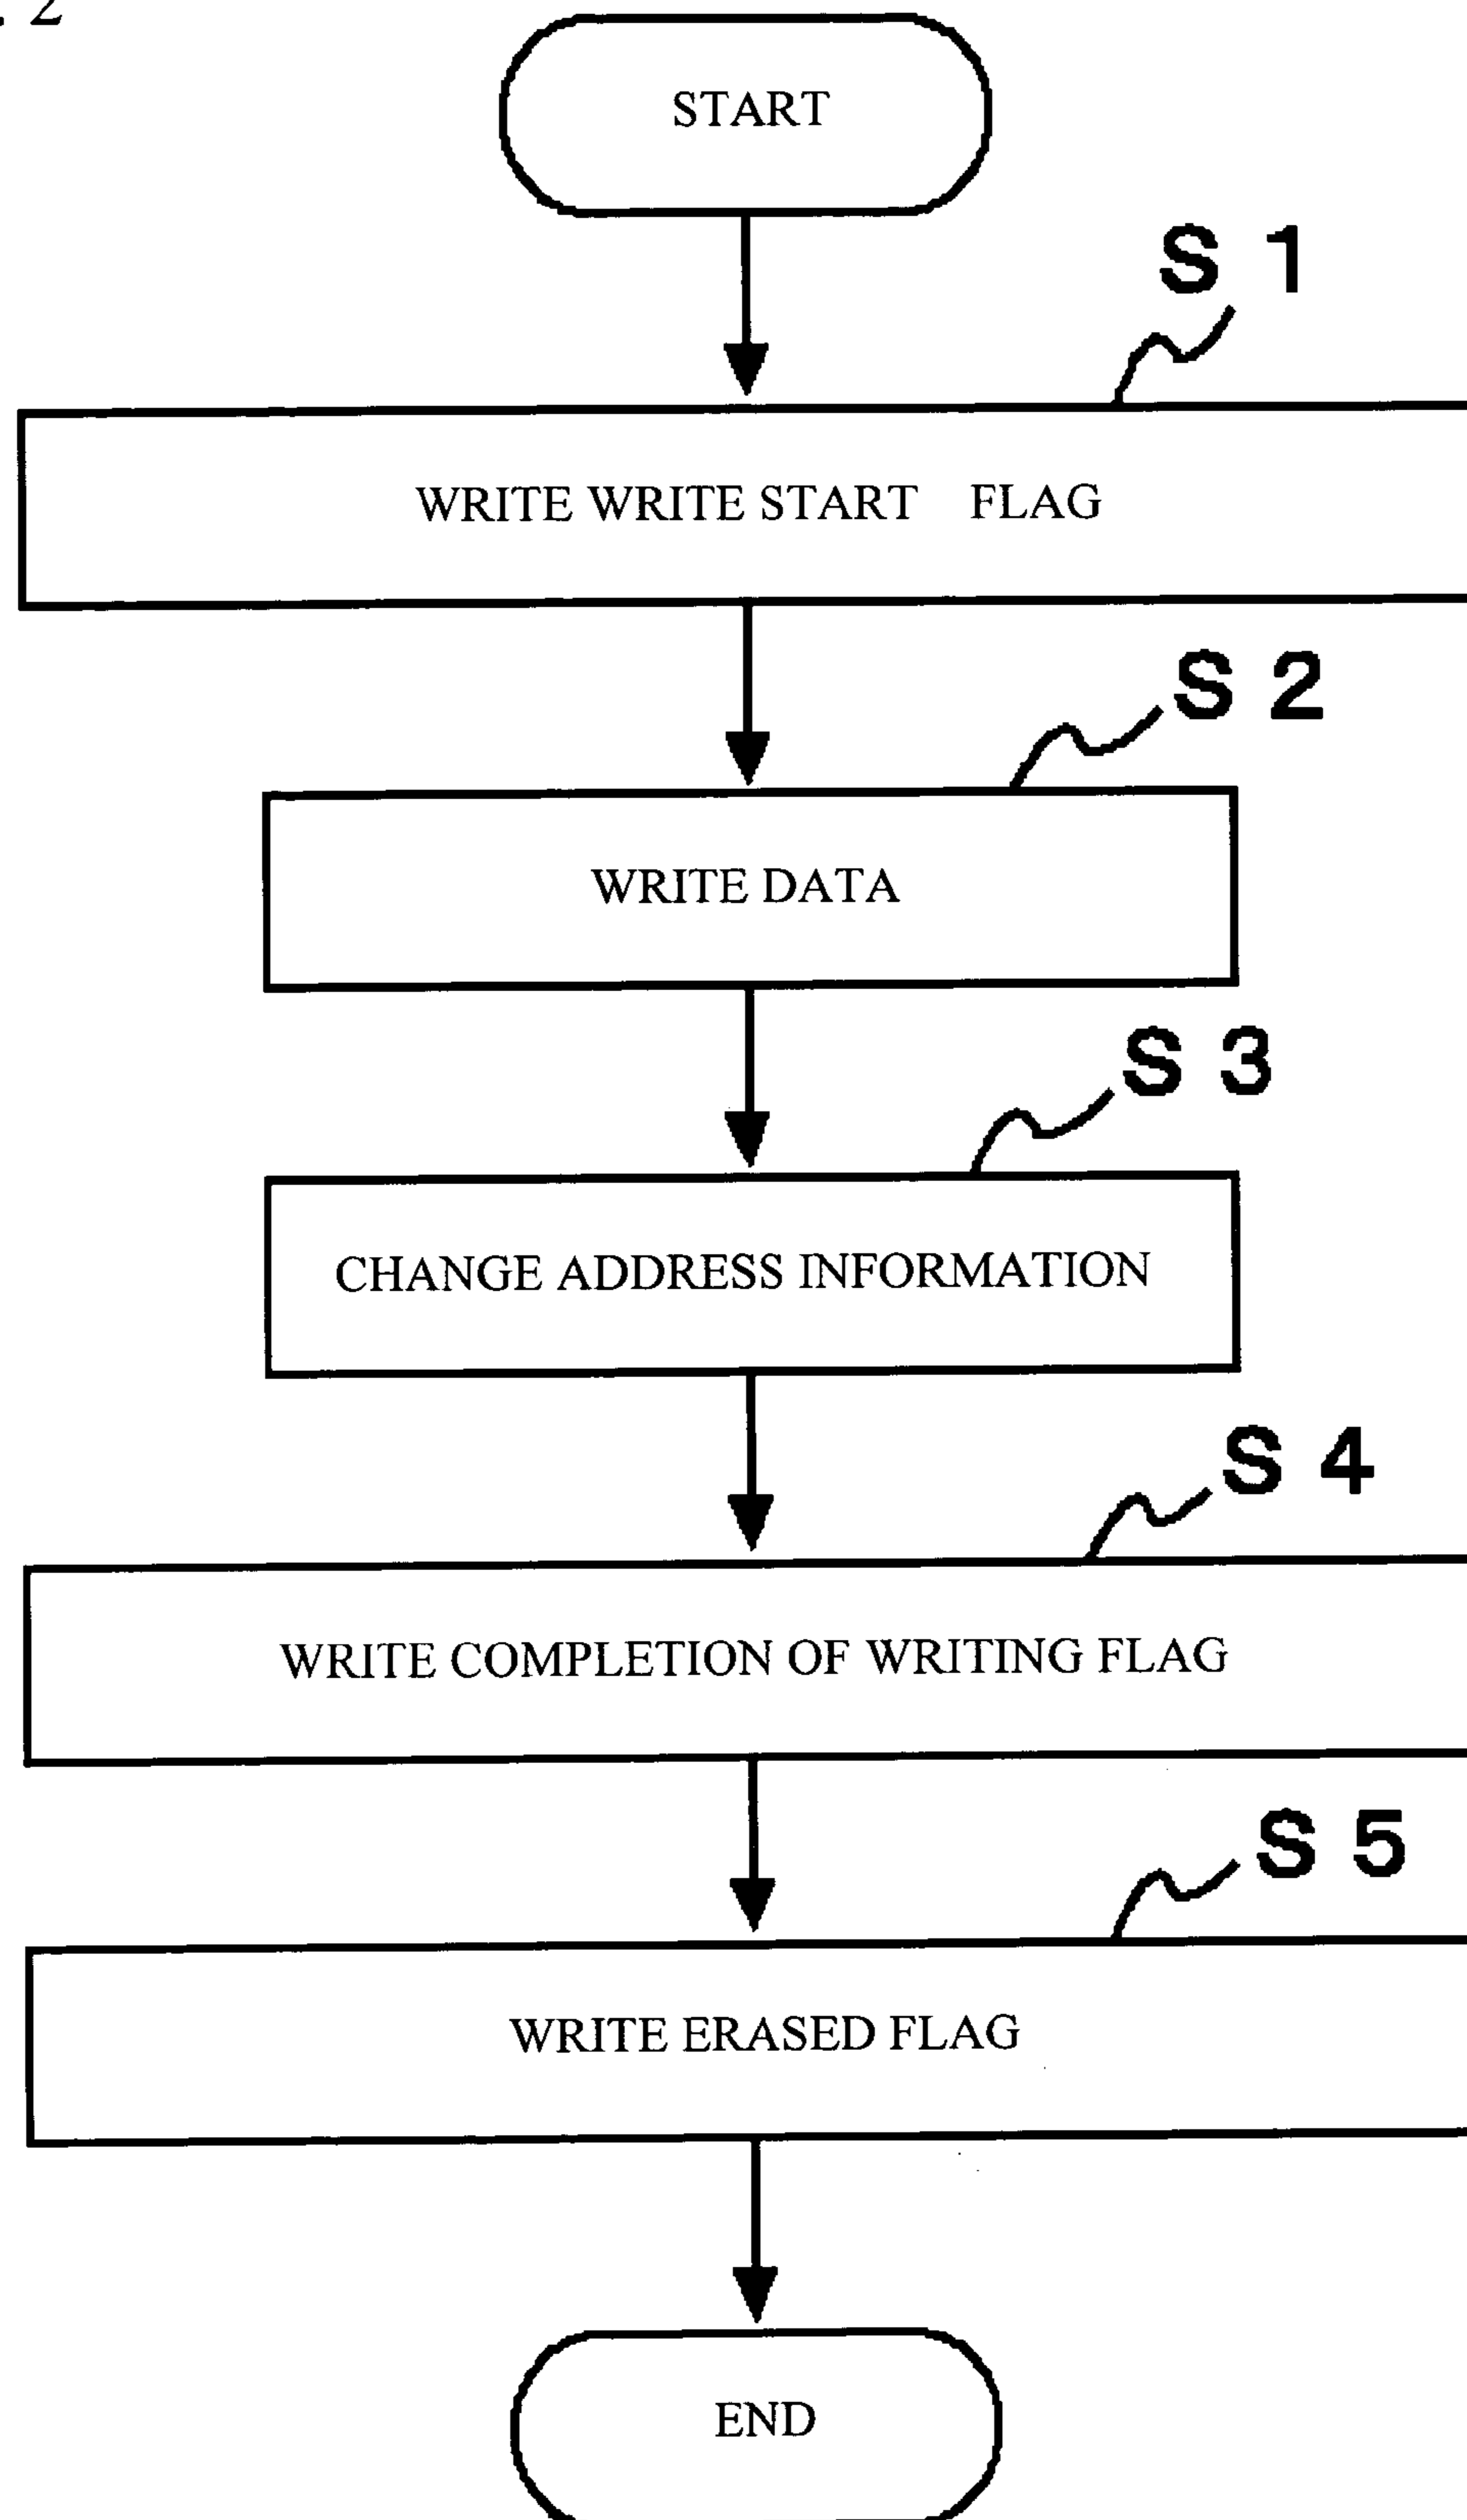 . 2
START
S 1
WRITE WRITE START FLAG
S 2
WRITE DATA
S 3
CHANGE ADDRESS INFORMATION
S 4
WRITE COMPLETION OF WRITING FLAG
S 5
WRITE ERASED FLAG
END